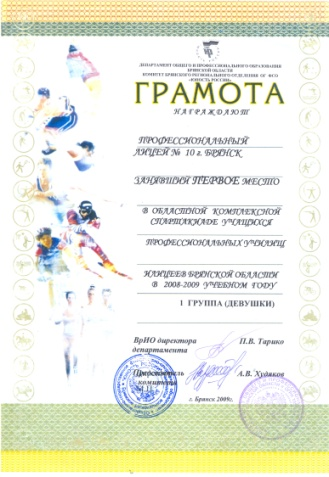 ДЕПАРТАМЕНТ ОБЩЕГО И ПРОФЕССИОНАЛЬНОГО ОБРАЗОВАНИЯ
БРЯНСКОЙ ОБЛАСТИ
КОМИТЕТ БРЯНСКОГО РЕГИОНАЛЬНОГО ОТДЕЛЕНИЯ ОГ ФСО
«ЮНОСТЬ РОССИИ»
ГРАМОТА
НАГРАЖДАЮТ
ПРОФЕССИОНАЛЬНЫЙ
ЛИЦЕЙ № 10 г. БРЯНСК
ЗАНЯВШИЙ ПЕРВОЕ МЕСТО
В ОБЛАСТНОЙ КОМПЛЕКСНОЙ
СПАРТАКИАДЕ УЧАЩИХСЯ
ПРОФЕССИОНАЛЬНЫХ УЧИЛИЩ
И ЛИЦЕЕВ БРЯНСКОЙ ОБЛАСТИ
В 2008-2009 УЧЕБНОМ ГОДУ
1 ГРУППА (ДЕВУШКИ)
ВрИО директора П.В. Тарико
департамента
Председатель А.В. Худяков
комитета
г. Брянск 2008г.